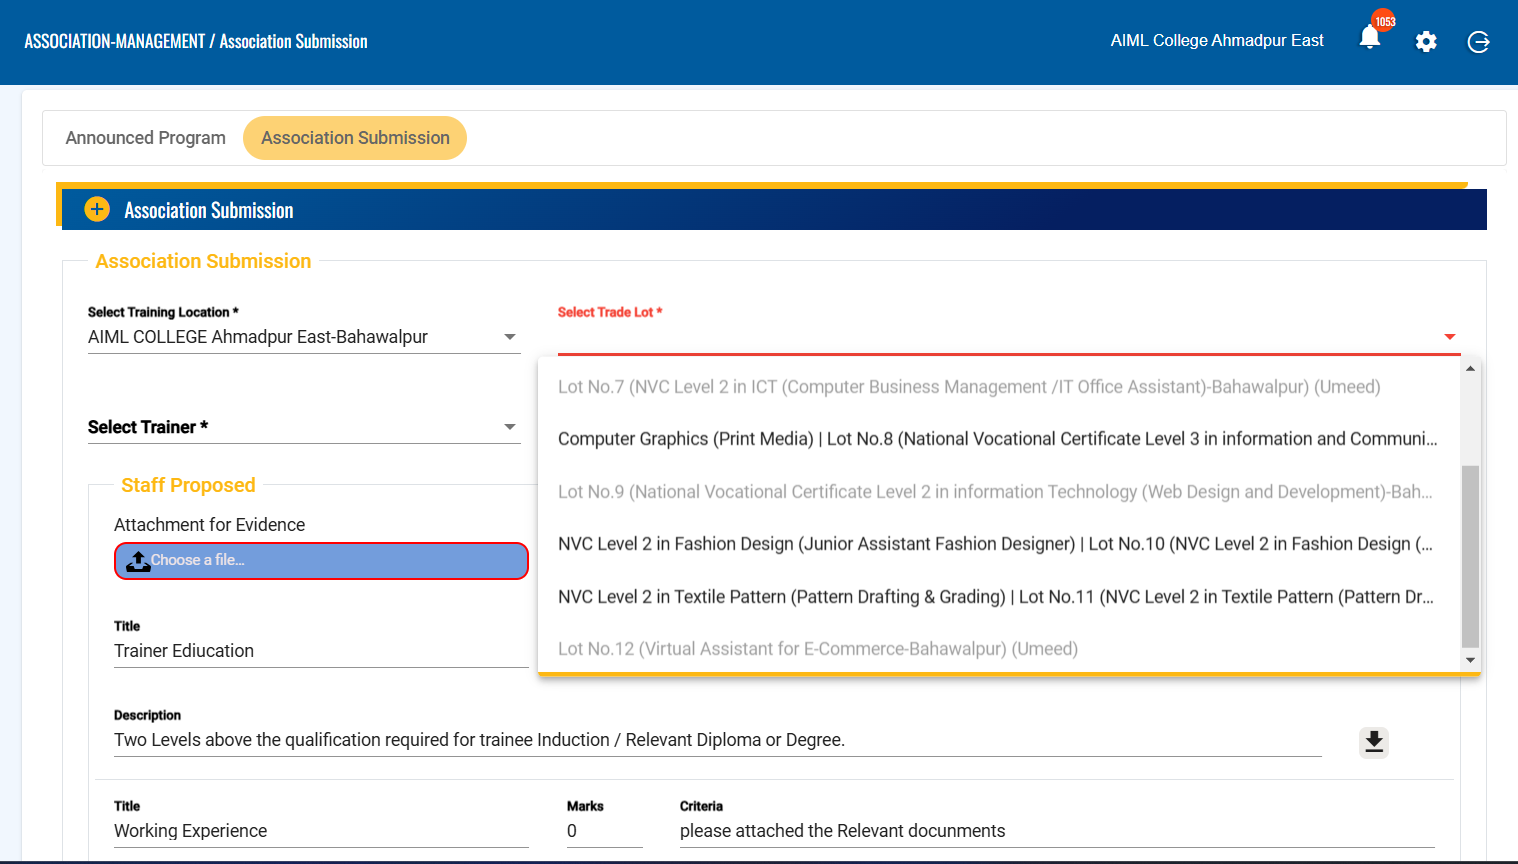 ASSOCIATION-MANAGEMENT / Association Submission
AIML College Ahmadpur East
1053
Announced Program
Association Submission
Association Submission
Association Submission
Select Training Location *
AIML COLLEGE Ahmadpur East-Bahawalpur
Select Trade Lot *
Lot No.7 (NVC Level 2 in ICT (Computer Business Management /IT Office Assistant)-Bahawalpur) (Umeed)
Select Trainer *
Computer Graphics (Print Media) | Lot No.8 (National Vocational Certificate Level 3 in information and Communi...
Lot No.9 (National Vocational Certificate Level 2 in information Technology (Web Design and Development)-Bah...
NVC Level 2 in Fashion Design (Junior Assistant Fashion Designer) | Lot No.10 (NVC Level 2 in Fashion Design (...
NVC Level 2 in Textile Pattern (Pattern Drafting & Grading) | Lot No.11 (NVC Level 2 in Textile Pattern (Pattern Dr...
Lot No.12 (Virtual Assistant for E-Commerce-Bahawalpur) (Umeed)
Staff Proposed
Attachment for Evidence
Choose a file...
Title
Trainer Ediucation
Description
Two Levels above the qualification required for trainee Induction / Relevant Diploma or Degree.
Title
Marks
Criteria
Working Experience
0
please attached the Relevant docunments